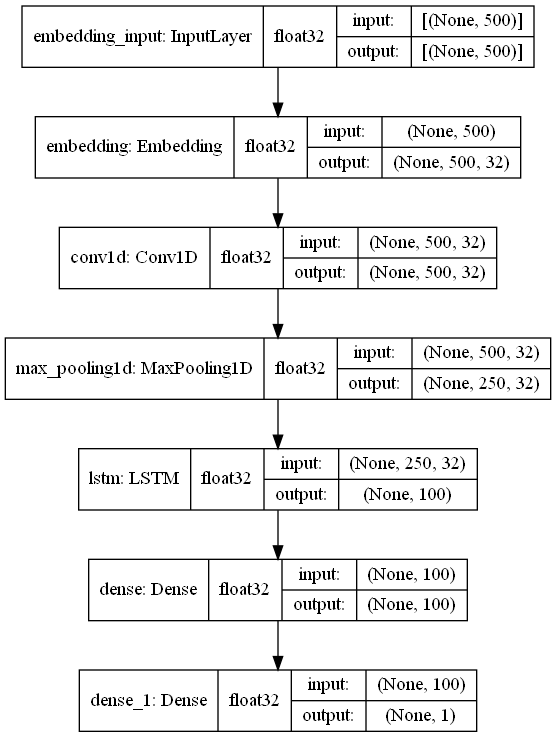 embedding_input: InputLayer float32 input: [(None, 500)]
output: [(None, 500)]
embedding: Embedding float32 input: (None, 500)
output: (None, 500, 32)
conv1d: Conv1D float32 input: (None, 500, 32)
output: (None, 500, 32)
max_pooling1d: MaxPooling1D float32 input: (None, 500, 32)
output: (None, 250, 32)
lstm: LSTM float32 input: (None, 250, 32)
output: (None, 100)
dense: Dense float32 input: (None, 100)
output: (None, 100)
dense_1: Dense float32 input: (None, 100)
output: (None, 1)